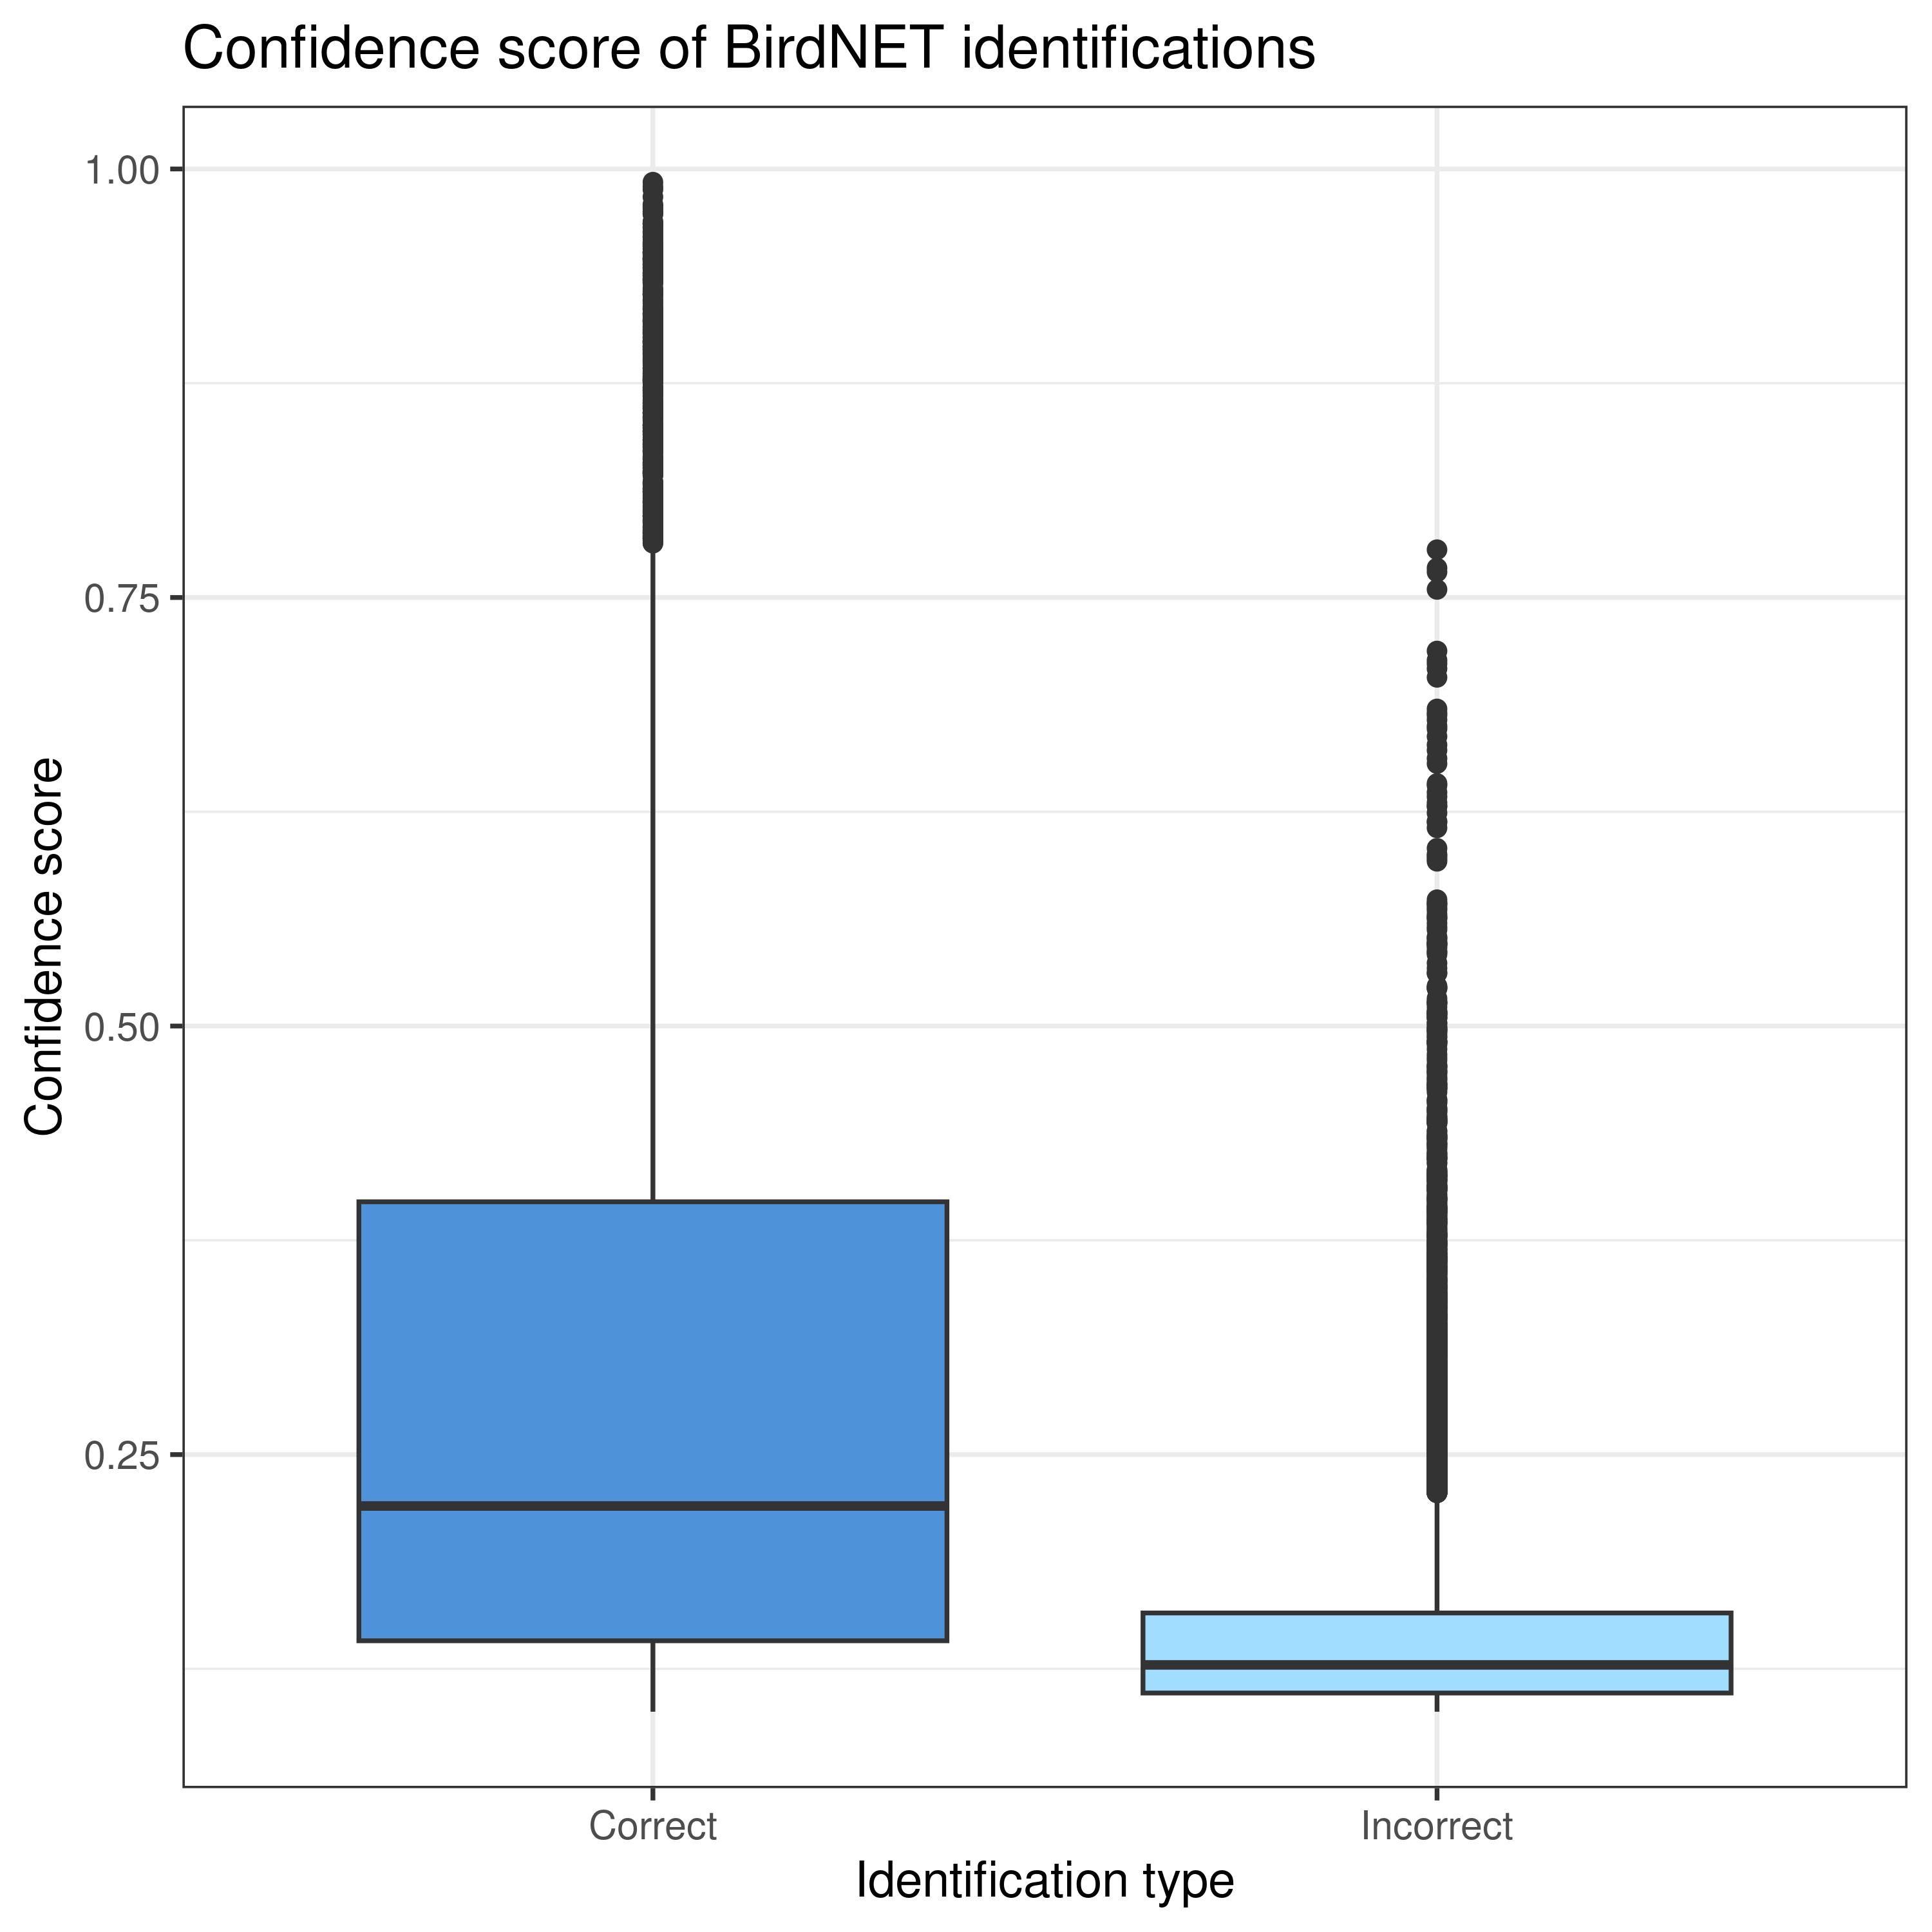 Confidence score of BirdNET identifications
1.00
0.75
0.50
0.25
Confidence score
Correct
Incorrect
Identification type